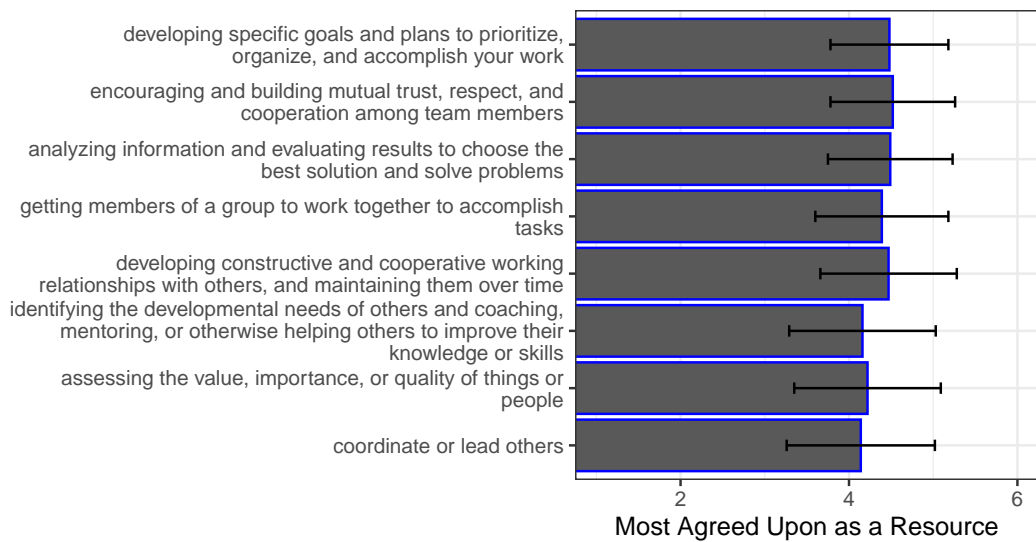 developing specific goals and plans to prioritize,
organize, and accomplish your work
encouraging and building mutual trust, respect, and
cooperation among team members
analyzing information and evaluating results to choose the
best solution and solve problems
getting members of a group to work together to accomplish
tasks
developing constructive and cooperative working
relationships with others, and maintaining them over time
identifying the developmental needs of others and coaching,
mentoring, or otherwise helping others to improve their
knowledge or skills
assessing the value, importance, or quality of things or
people
coordinate or lead others
2 4 6
Most Agreed Upon as a Resource